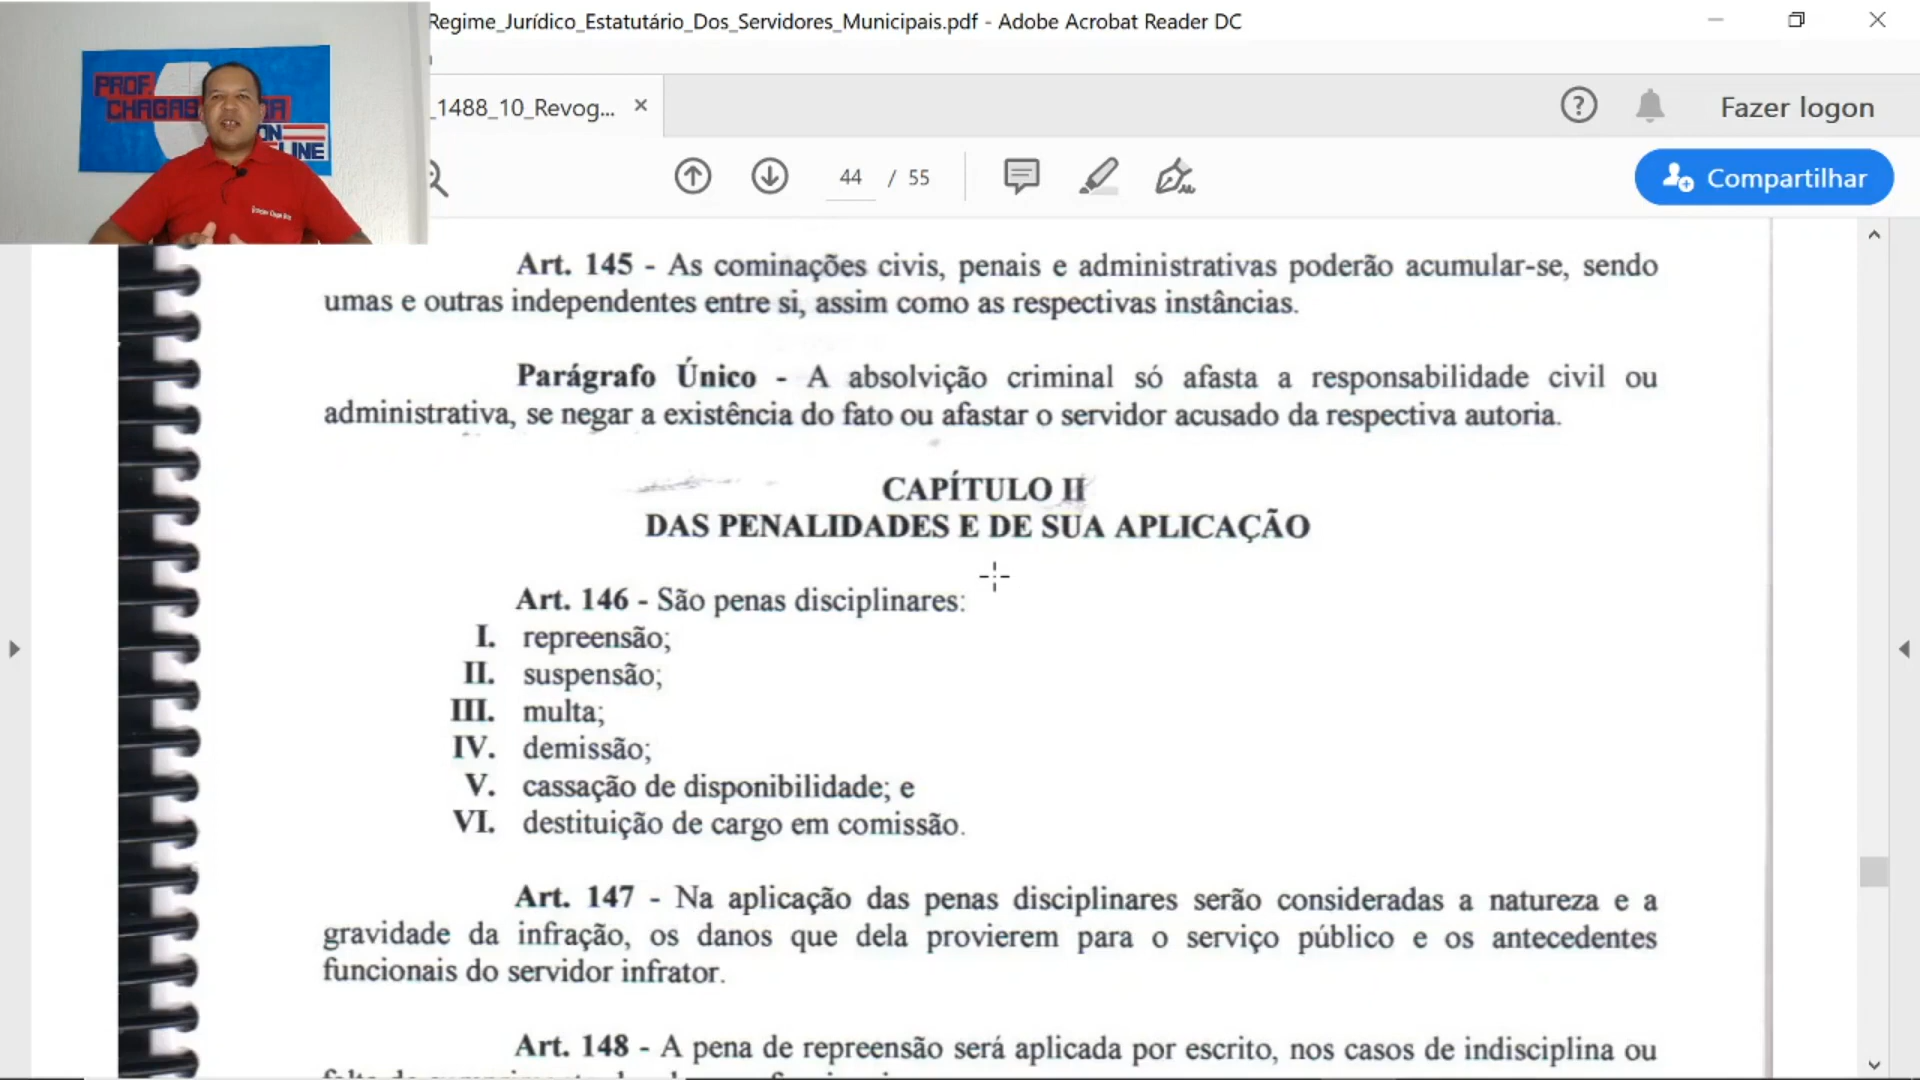 Regime_Jurídico_Estatutário_Dos_Servidores_Municipais.pdf - Adobe Acrobat Reader DC
PROF.
ON
LINE
_1488_10_Revog...
Fazer logon
44 / 55
Compartilhar
Art. 145 - As cominações civis, penais e administrativas poderão acumular-se, sendo
umas e outras independentes entre si, assim como as respectivas instâncias.
Parágrafo Único - A absolvição criminal só afasta a responsabilidade civil ou
administrativa, se negar a existência do fato ou afastar o servidor acusado da respectiva autoria.
CAPÍTULO II
DAS PENALIDADES E DE SUA APLICAÇÃO
Art. 146 - São penas disciplinares:
I. repreensão;
II. suspensão;
III. multa;
IV. demissão;
V. cassação de disponibilidade; e
VI. destituição de cargo em comissão.
Art. 147 - Na aplicação das penas disciplinares serão consideradas a natureza e a
gravidade da infração, os danos que dela provierem para o serviço público e os antecedentes
funcionais do servidor infrator.
Art. 148 - A pena de repreensão será aplicada por escrito, nos casos de indisciplina ou